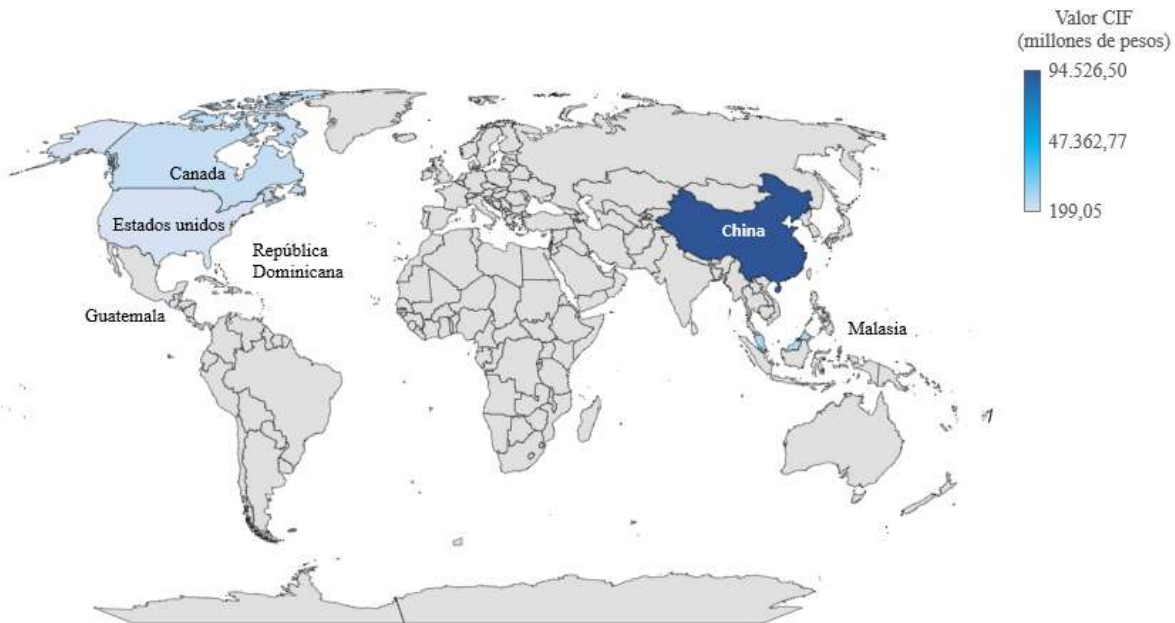 Valor CIF
(millones de pesos)
94.526,50
47.362,77
199,05
Canada
Estados unidos
China
República
Dominicana
Guatemala
Malasia